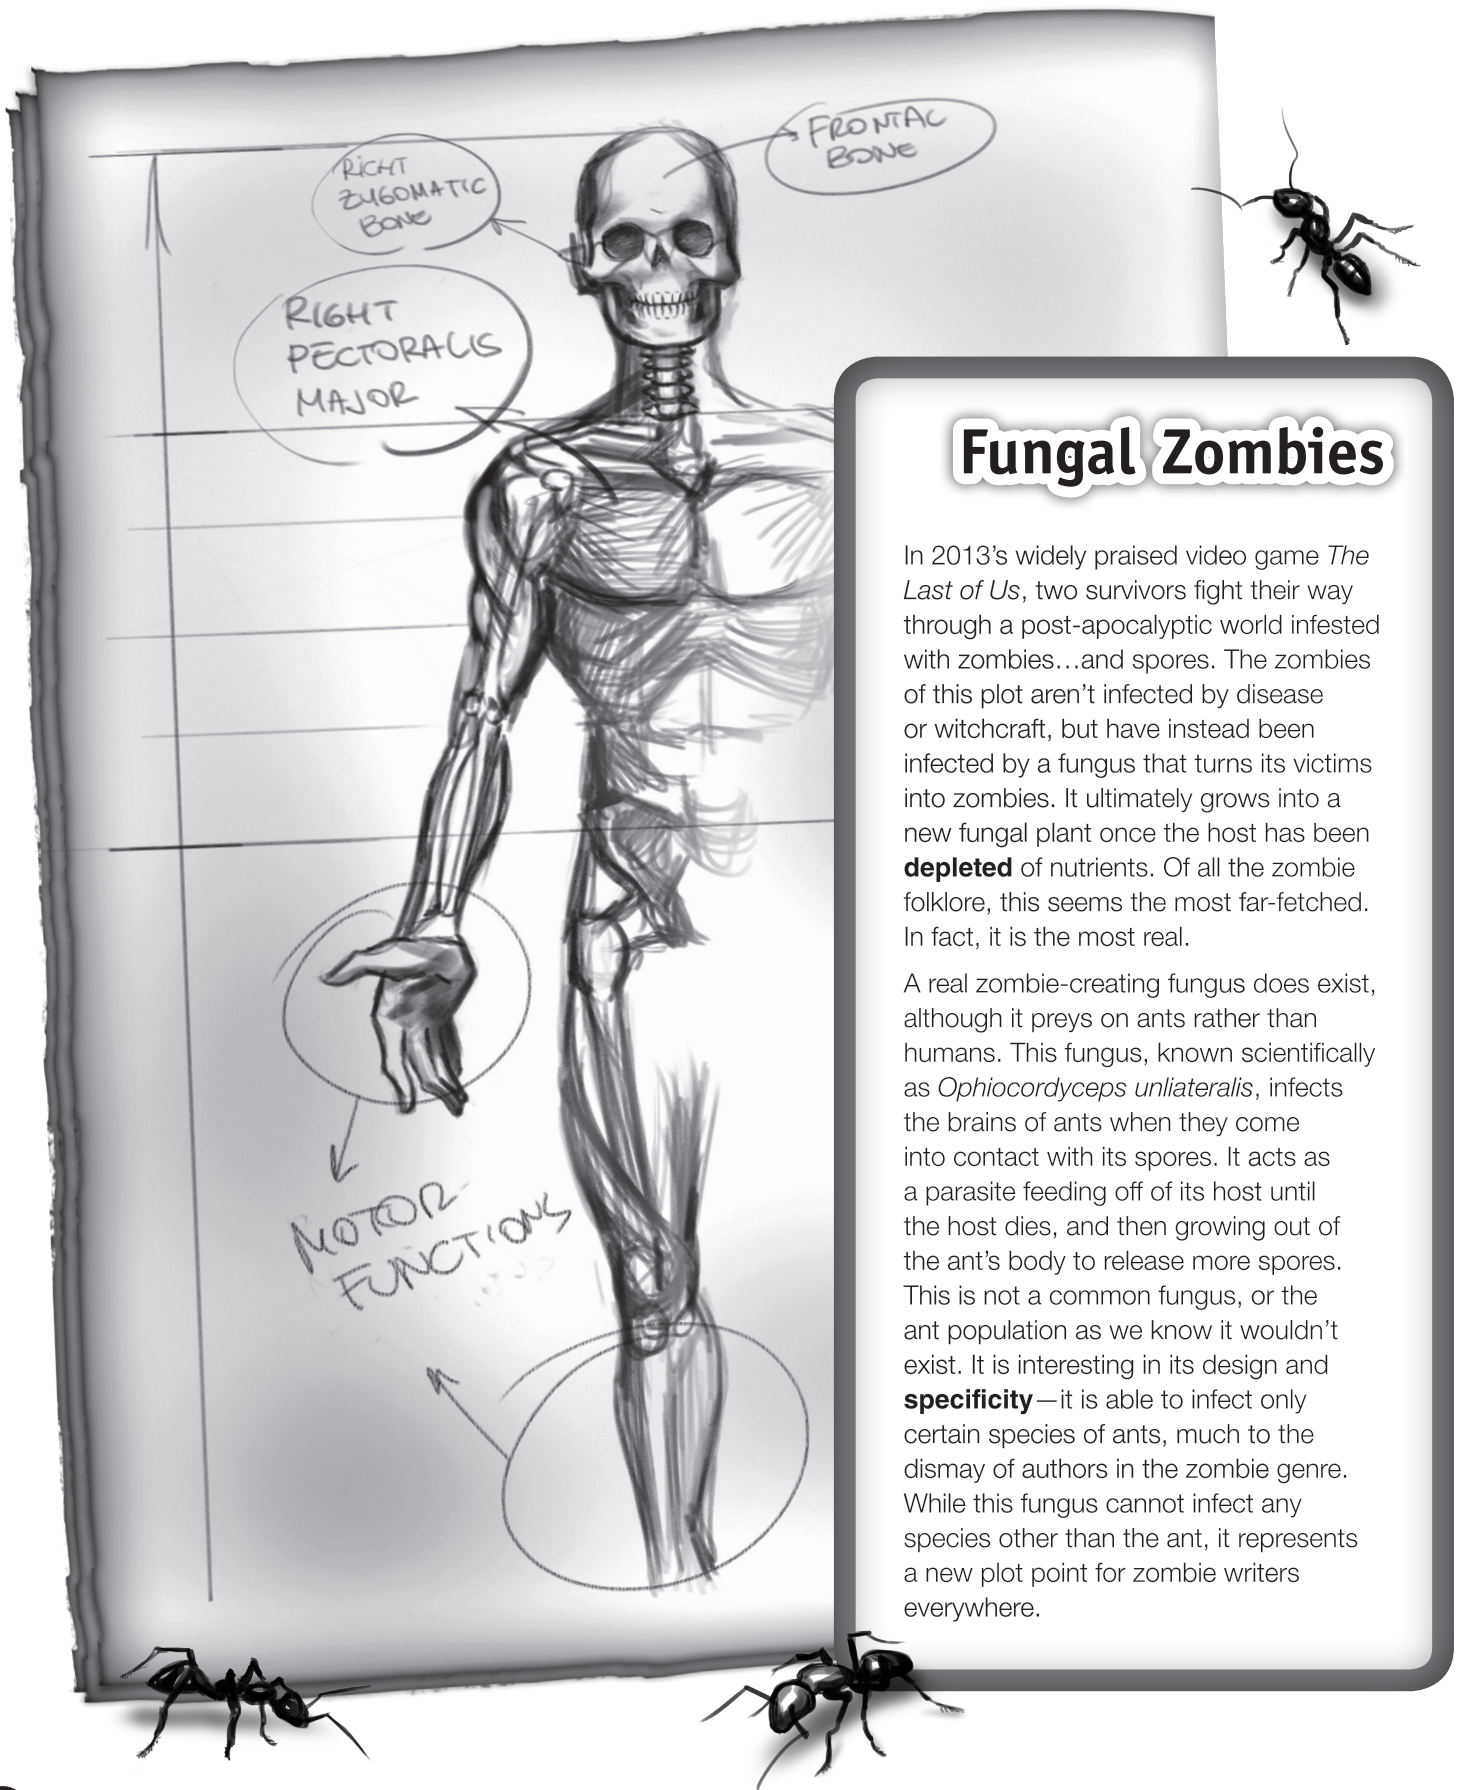 FRONTAL
BONE
RIGHT
ZYGOMATIC
BONE
RIGHT
PECTORALIS
MAJOR
MOTOR
FUNCTIONS
Fungal Zombies
In 2013’s widely praised video game The
Last of Us, two survivors fight their way
through a post-apocalyptic world infested
with zombies…and spores. The zombies
of this plot aren’t infected by disease
or witchcraft, but have instead been
infected by a fungus that turns its victims
into zombies. It ultimately grows into a
new fungal plant once the host has been
depleted of nutrients. Of all the zombie
folklore, this seems the most far-fetched.
In fact, it is the most real.
A real zombie-creating fungus does exist,
although it preys on ants rather than
humans. This fungus, known scientifically
as Ophiocordyceps unliateralis, infects
the brains of ants when they come
into contact with its spores. It acts as
a parasite feeding off of its host until
the host dies, and then growing out of
the ant’s body to release more spores.
This is not a common fungus, or the
ant population as we know it wouldn’t
exist. It is interesting in its design and
specificity—it is able to infect only
certain species of ants, much to the
dismay of authors in the zombie genre.
While this fungus cannot infect any
species other than the ant, it represents
a new plot point for zombie writers
everywhere.